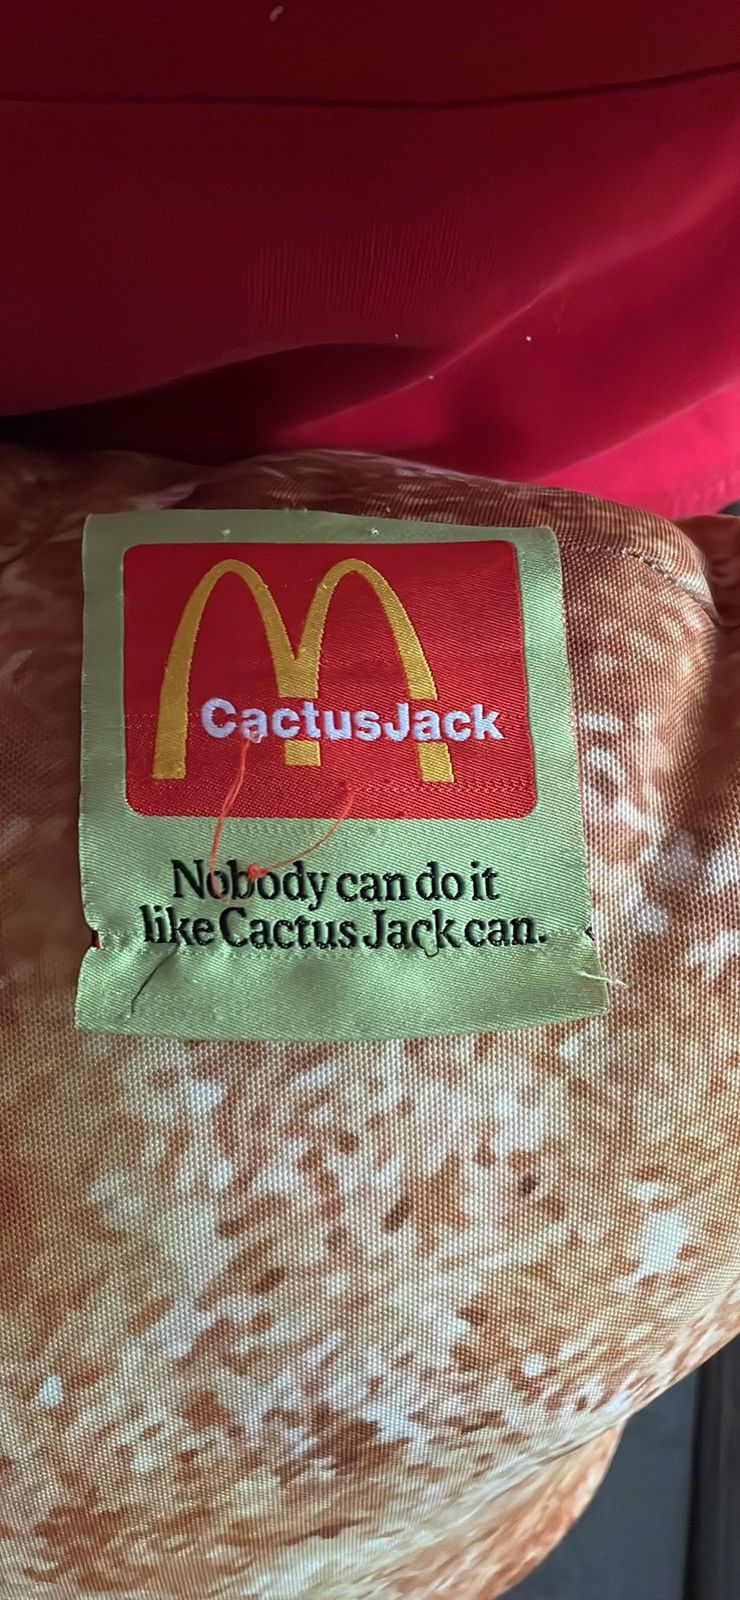 CactusJack
Nobody can do it
like Cactus Jack can.